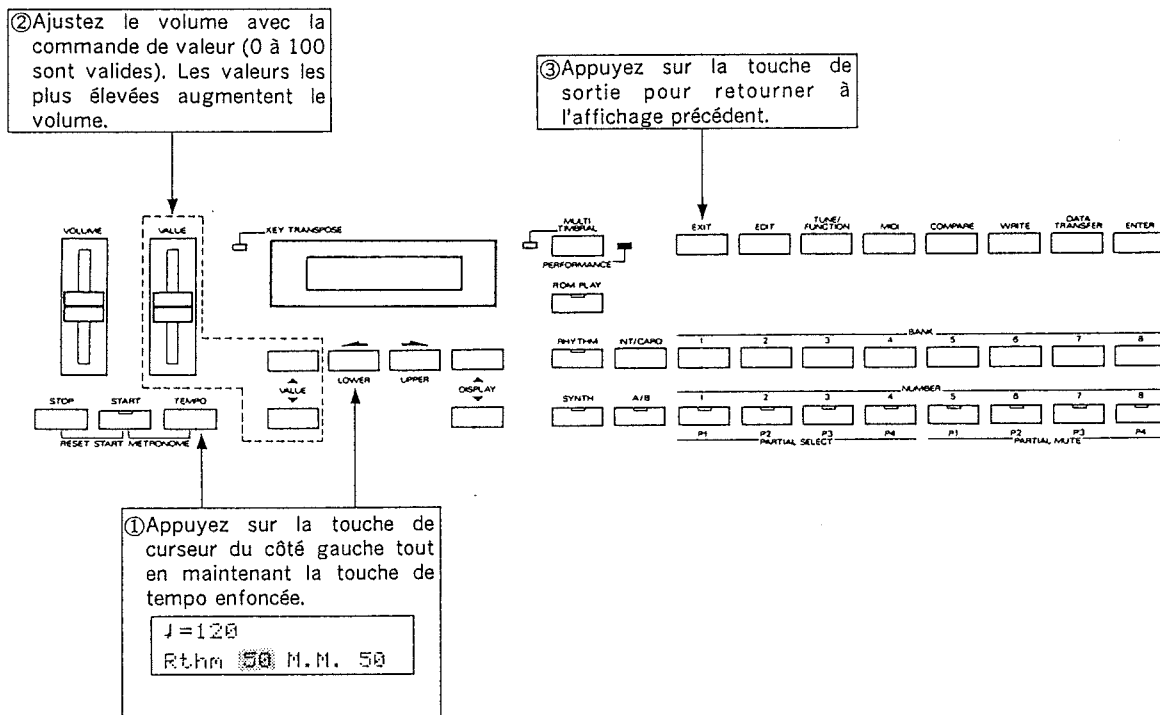 ②Ajustez le volume avec la
commande de valeur (0 à 100
sont valides). Les valeurs les
plus élevées augmentent le
volume.
③Appuyez sur la touche de
sortie pour retourner à
l'affichage précédent.
VOLUME
VALUE
KEY TRANSPOSE
MULTI
TIMBRAL
PERFORMANCE
EXIT
EDIT
TUNE/
FUNCTION
MIDI
COMPARE
WRITE
DATA
TRANSFER
ENTER
ROM PLAY
BANK
RHYTHM
INT/CARD
1 2 3 4 5 6 7 8
LOWER
UPPER
VALUE
DISPLAY
NUMBER
STOP
START
TEMPO
SYNTH
A/B
1 2 3 4 5 6 7 8
RESET START METRONOME
P1 P2 P3 P4 P1 P2 P3 P4
PARTIAL SELECT
PARTIAL MUTE
①Appuyez sur la touche de
curseur du côté gauche tout
en maintenant la touche de
tempo enfoncée.
♩=120
Rthm 50 M.M. 50